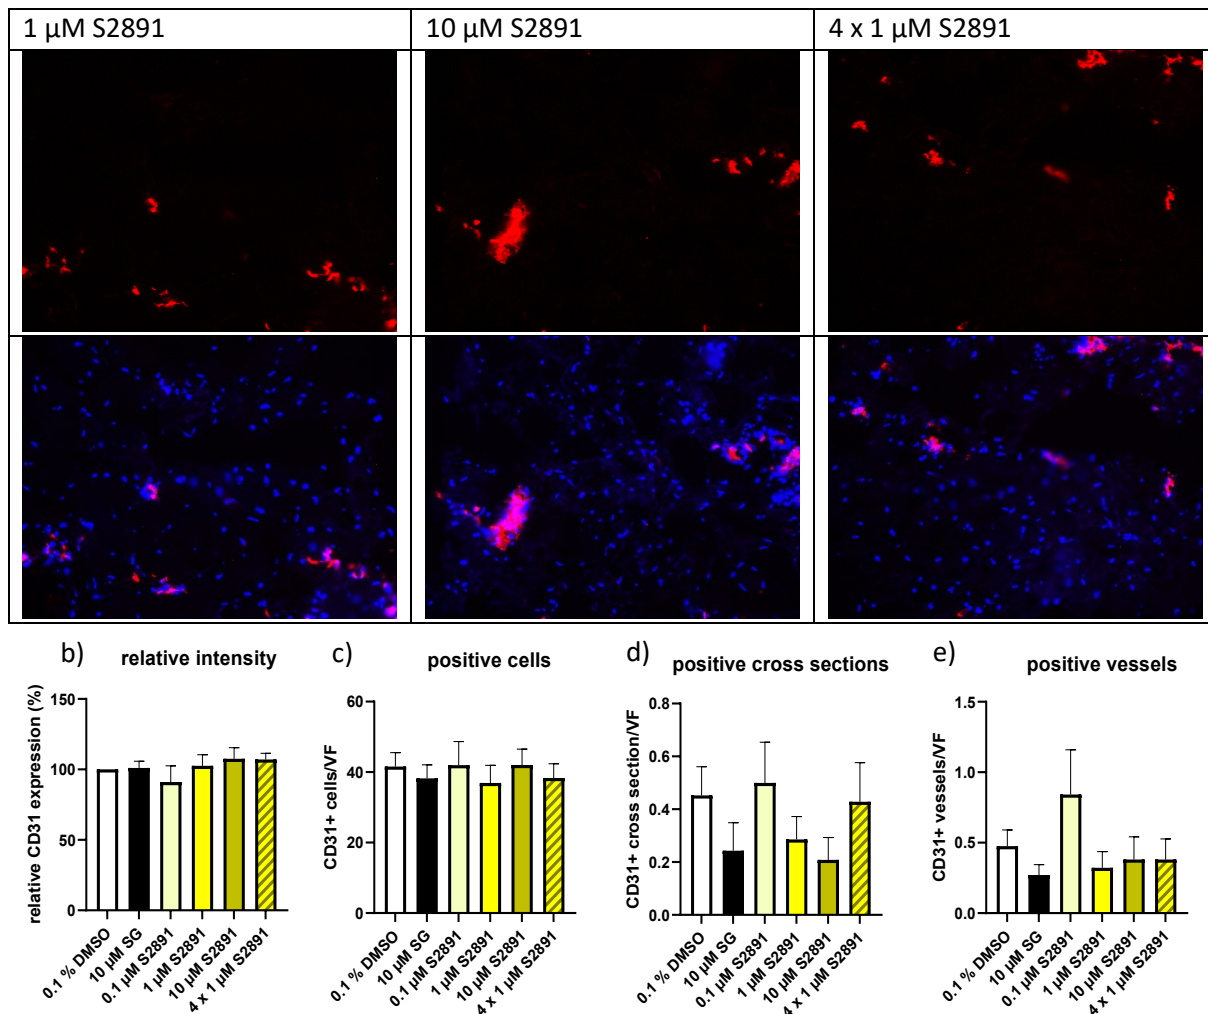 1 µM S2891
10 µM S2891
4 x 1 µM S2891
b) relative intensity
relative CD31 expression (%)
150
100
50
0
0.1 % DMSO
10 µM SG
0.1 µM S2891
1 µM S2891
10 µM S2891
4 x 1 µM S2891
c) positive cells
CD31+ cells/VF
60
40
20
0
0.1 % DMSO
10 µM SG
0.1 µM S2891
1 µM S2891
10 µM S2891
4 x 1 µM S2891
d) positive cross sections
CD31+ cross section/VF
0.8
0.6
0.4
0.2
0.0
0.1 % DMSO
10 µM SG
0.1 µM S2891
1 µM S2891
10 µM S2891
4 x 1 µM S2891
e) positive vessels
CD31+ vessels/VF
1.5
1.0
0.5
0.0
0.1 % DMSO
10 µM SG
0.1 µM S2891
1 µM S2891
10 µM S2891
4 x 1 µM S2891